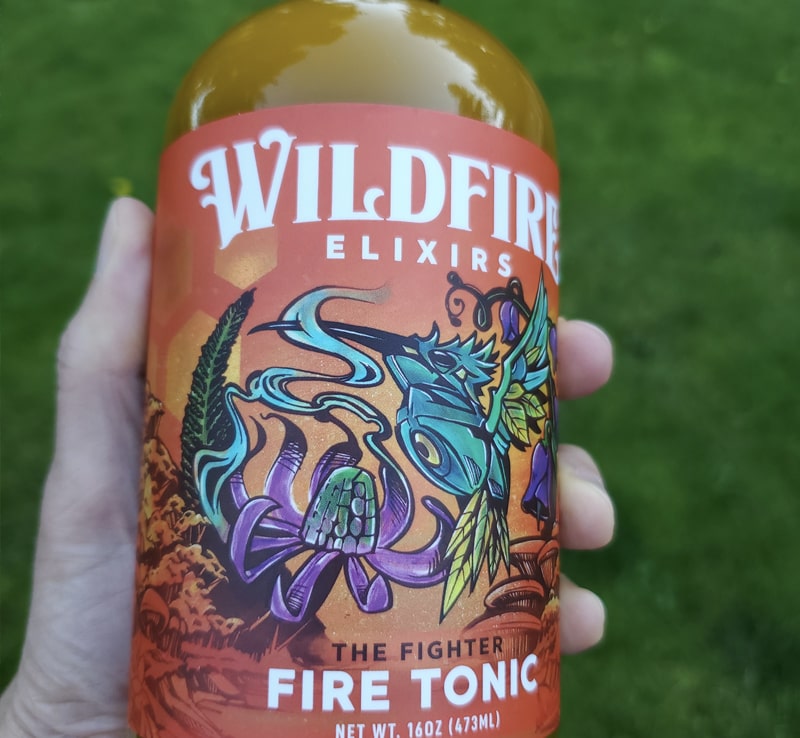 WILDFIRE
ELIXIRS
THE FIGHTER
FIRE TONIC
NET WT. 16OZ (473ML)